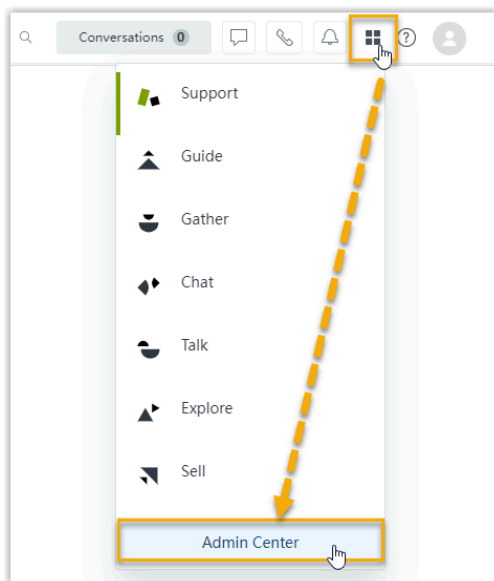 Conversations 0
Support
Guide
Gather
Chat
Talk
Explore
Sell
Admin Center